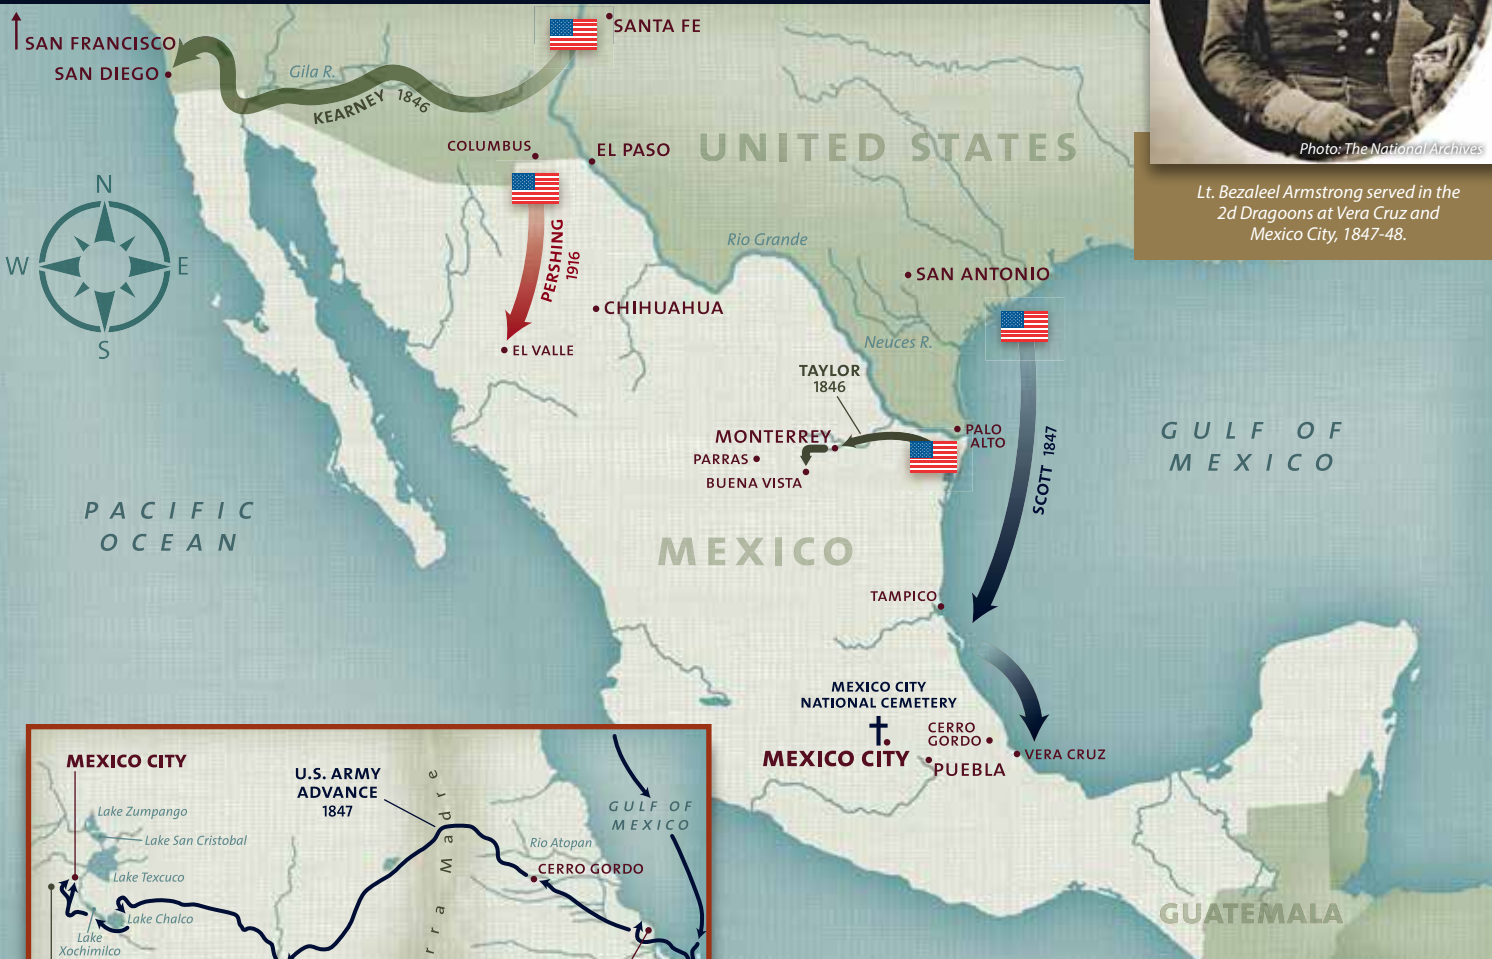 SAN FRANCISCO
SAN DIEGO
Gila R.
KEARNEY 1846
SANTA FE
COLUMBUS
EL PASO
UNITED STATES
Photo: The National Archives
Lt. Bezaleel Armstrong served in the
2d Dragoons at Vera Cruz and
Mexico City, 1847-48.
N
W
E
S
PERSHING
1916
Rio Grande
SAN ANTONIO
CHIHUAHUA
EL VALLE
Neuces R.
TAYLOR
1846
MONTERREY
PARRAS
BUENA VISTA
PALO
ALTO
SCOTT 1847
GULF OF
MEXICO
PACIFIC
OCEAN
MEXICO
TAMPICO
MEXICO CITY
NATIONAL CEMETERY
CERRO
GORDO
MEXICO CITY
PUEBLA
VERA CRUZ
GUATEMALA
MEXICO CITY
U.S. ARMY
ADVANCE
1847
Lake Zumpango
Lake San Cristobal
Lake Texcuco
Lake Chalco
Lake
Xochimilco
rra Madre
Rio Atopan
CERRO GORDO
GULF OF
MEXICO